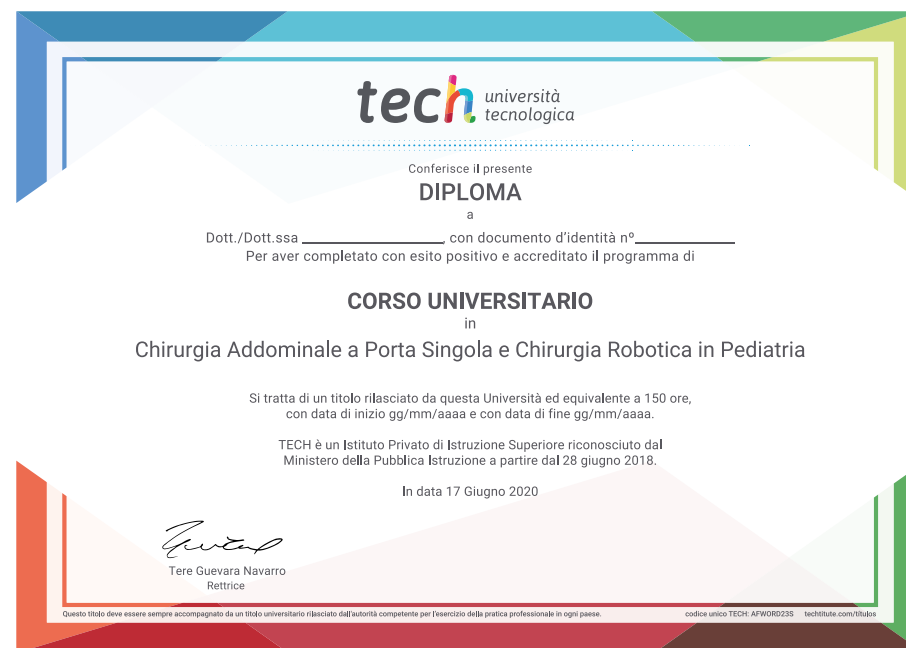 tech università
tecnologica
Conferisce il presente
DIPLOMA
a
Dott./Dott.ssa __________________, con documento d'identità nº_____________
Per aver completato con esito positivo e accreditato il programma di
CORSO UNIVERSITARIO
in
Chirurgia Addominale a Porta Singola e Chirurgia Robotica in Pediatria
Si tratta di un titolo rilasciato da questa Università ed equivalente a 150 ore,
con data di inizio gg/mm/aaaa e con data di fine gg/mm/aaaa.
TECH è un Istituto Privato di Istruzione Superiore riconosciuto dal
Ministero della Pubblica Istruzione a partire dal 28 giugno 2018.
In data 17 Giugno 2020
Tere Guevara Navarro
Rettrice
Questo titolo deve essere sempre accompagnato da un titolo universitario rilasciato dall'autorità competente per l'esercizio della pratica professionale in ogni paese. codice unico TECH: AFWORD23S techtitute.com/títulos